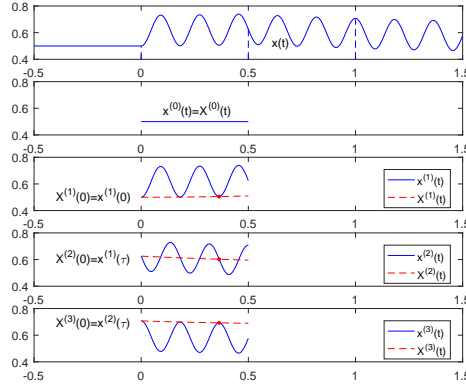 0.8
0.6
0.4
x(t)
-0.5 0 0.5 1 1.5
0.8
0.6
0.4
x^(0)(t)=X^(0)(t)
-0.5 0 0.5 1 1.5
0.8
0.6
0.4
X^(1)(0)=x^(1)(0)
x^(1)(t)
X^(1)(t)
-0.5 0 0.5 1 1.5
0.8
0.6
0.4
X^(2)(0)=x^(1)(τ)
x^(2)(t)
X^(2)(t)
-0.5 0 0.5 1 1.5
0.8
0.6
0.4
X^(3)(0)=x^(2)(τ)
x^(3)(t)
X^(3)(t)
-0.5 0 0.5 1 1.5